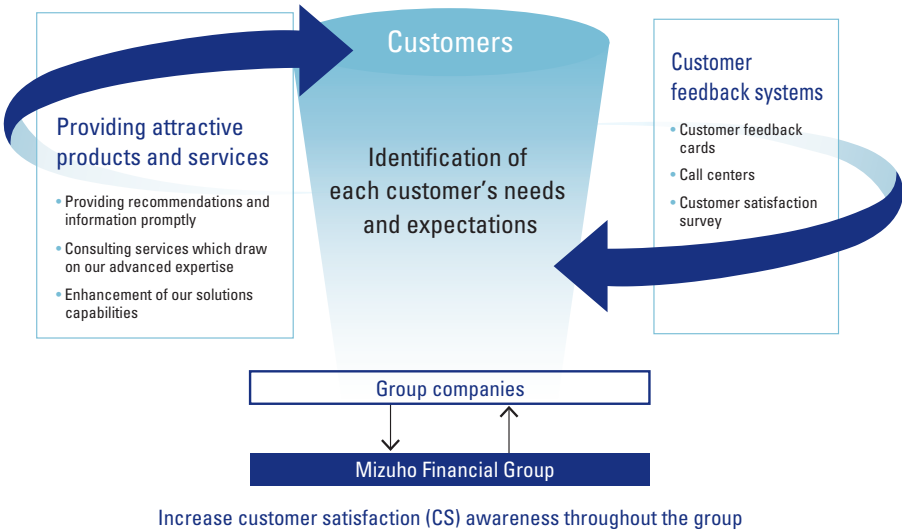 Customers
Providing attractive
products and services
• Providing recommendations and
information promptly
• Consulting services which draw
on our advanced expertise
• Enhancement of our solutions
capabilities
Identification of
each customer's needs
and expectations
Customer
feedback systems
• Customer feedback
cards
• Call centers
• Customer satisfaction
survey
Group companies
Mizuho Financial Group
Increase customer satisfaction (CS) awareness throughout the group